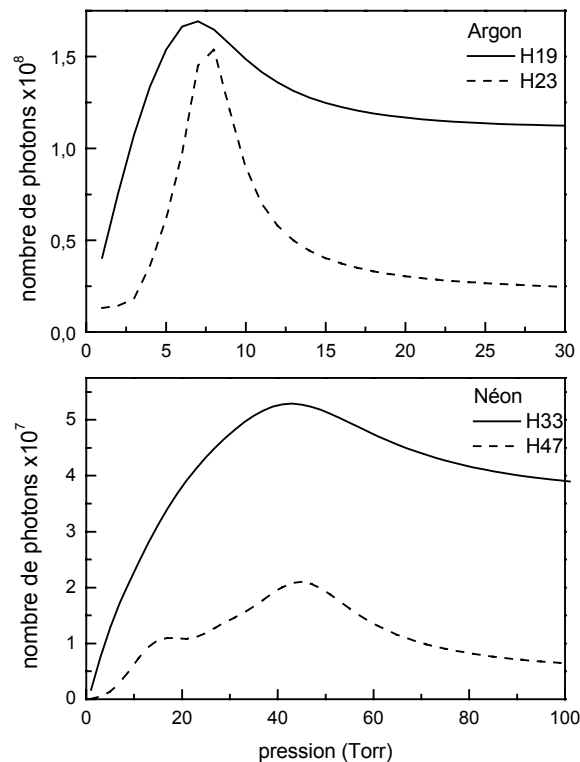 Argon
H19
H23
nombre de photons x10⁸
1,5
1,0
0,5
0,0
0 5 10 15 20 25 30
Néon
H33
H47
nombre de photons x10⁷
5
4
3
2
1
0
0 20 40 60 80 100
pression (Torr)